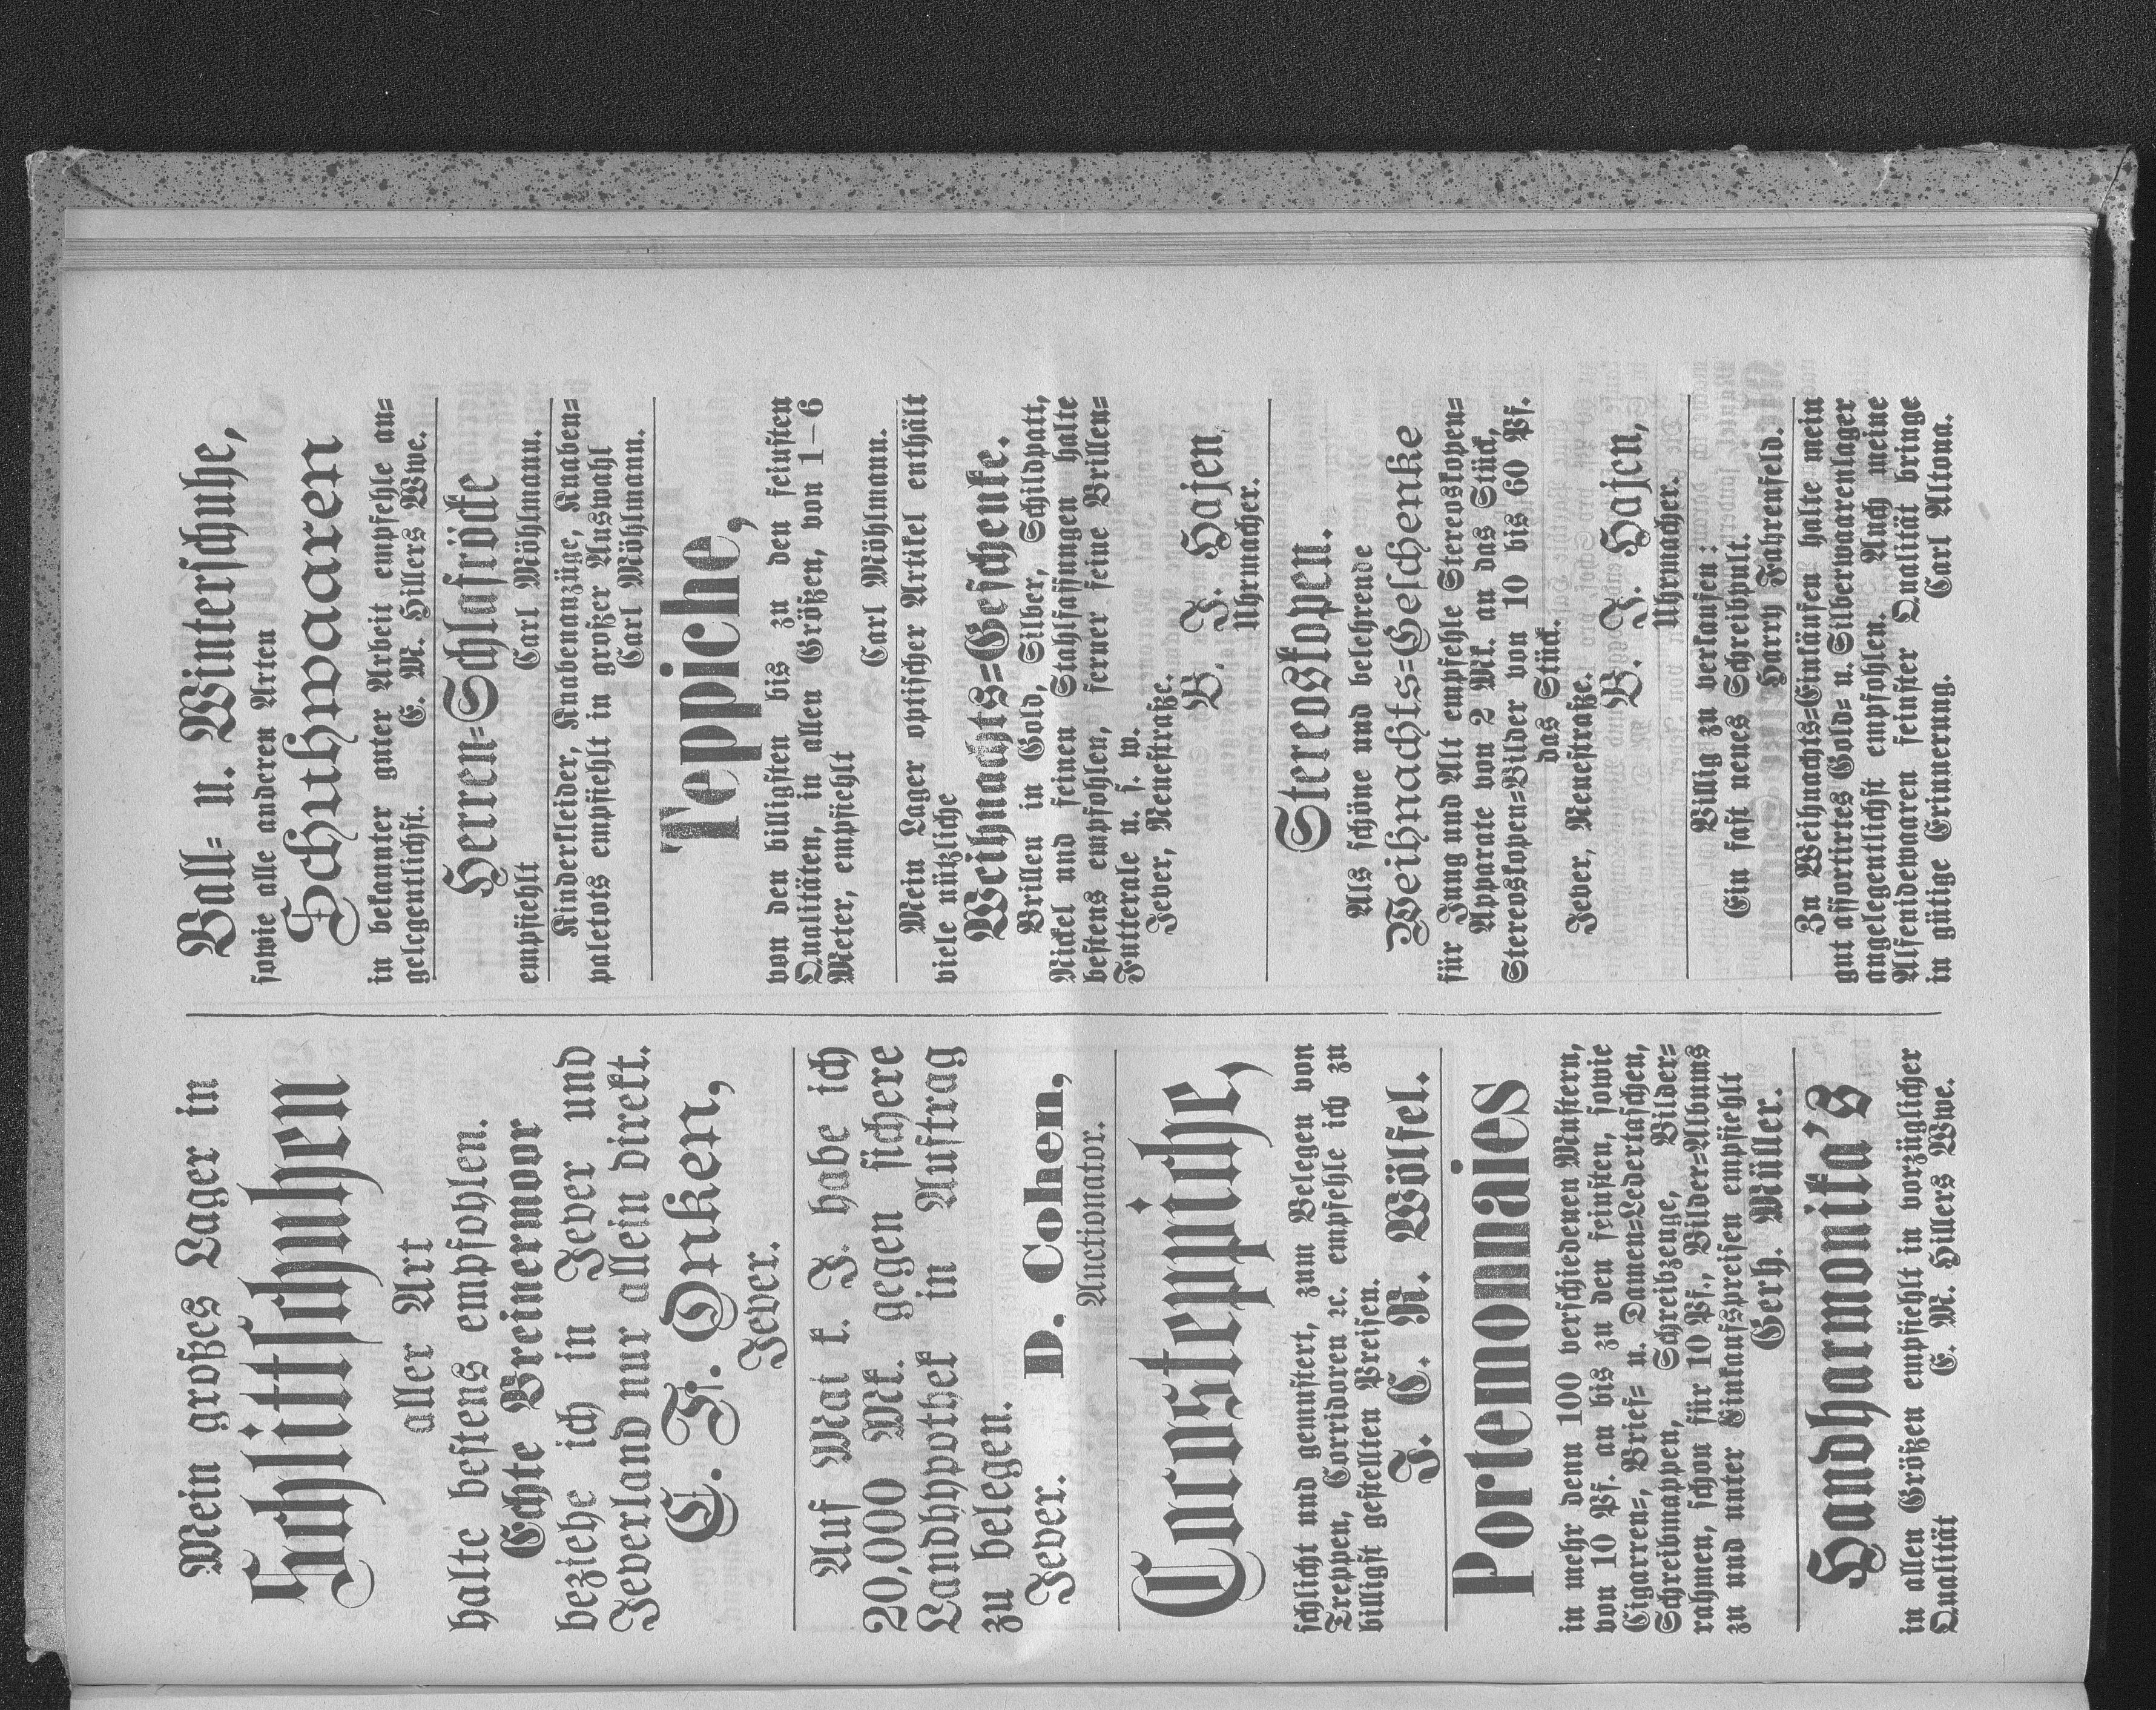 Mein großes Lager in
Schlittschuhen
aller Art
halte bestens empfohlen.
Echte Breinermoor
beziehe ich in Jever und
Jeverland nur allein direkt.
C. F. Onken,
Jever.
Auf Mai k. J. habe ich
20,000 Mk. gegen sichere
Landhypothek in Auftrag
zu belegen.
Jever. D. Cohen,
Auctionator.
Cocosteppiche,
schlicht und gemustert, zum Belegen von
Treppen, Corridoren ꝛc. empfehle ich zu
billigst gestellten Preisen.
J. C. R. Wölfel.
Portemonnaies
in mehr denn 100 verschiedenen Mustern,
von 10 Pf. an bis zu den feinsten, sowie
Cigarren-, Brief- u. Damen-Ledertaschen,
Schreibmappen, Schreibzeuge, Bilder-
rahmen, schon für 10 Pf., Bilder-Albums
zu und unter Einkaufspreisen empfiehlt
Gerh. Müller.
Handharmonika's
in allen Größen empfiehlt in vorzüglicher
Qualität E. M. Hillers Wwe.
Ball- u. Winterschuhe,
sowie alle anderen Arten
Schuhwaaren
in bekannter guter Arbeit empfehle an-
gelegentlichst. E. M. Hillers Wwe.
Herren-Schlafröcke
empfiehlt Carl Möhlmann.
Kinderkleider, Knabenanzüge, Knaben-
paletots empfiehlt in großer Auswahl
Carl Möhlmann.
Teppiche,
von den billigsten bis zu den feinsten
Qualitäten, in allen Größen, von 1–6
Meter, empfiehlt
Carl Möhlmann.
Mein Lager optischer Artikel enthält
viele nützliche
Weihnachts-Geschenke.
Brillen in Gold, Silber, Schildpatt,
Nickel und feinen Stahlfassungen halte
bestens empfohlen, ferner feine Brillen-
Futterale u. s. w.
Jever, Neuestraße.
B. J. Hajen,
Uhrmacher.
Stereoskopen.
Als schöne und belehrende
Weihnachts-Geschenke
für Jung und Alt empfehle Stereoskopen-
Apparate von 2 Mk. an das Stück,
Stereoskopen-Bilder von 10 bis 60 Pf.
das Stück.
Jever, Neuestraße.
B. J. Hajen,
Uhrmacher.
Billig zu verkaufen:
Ein fast neues Schreibpult.
Harry Fahrenfeld.
Zu Weihnachts-Einkäufen halte mein
gut assortirtes Gold- u. Silberwaarenlager
angelegentlichst empfohlen. Auch meine
Alfenidewaaren feinster Qualität bringe
in gütige Erinnerung. Carl Altona.